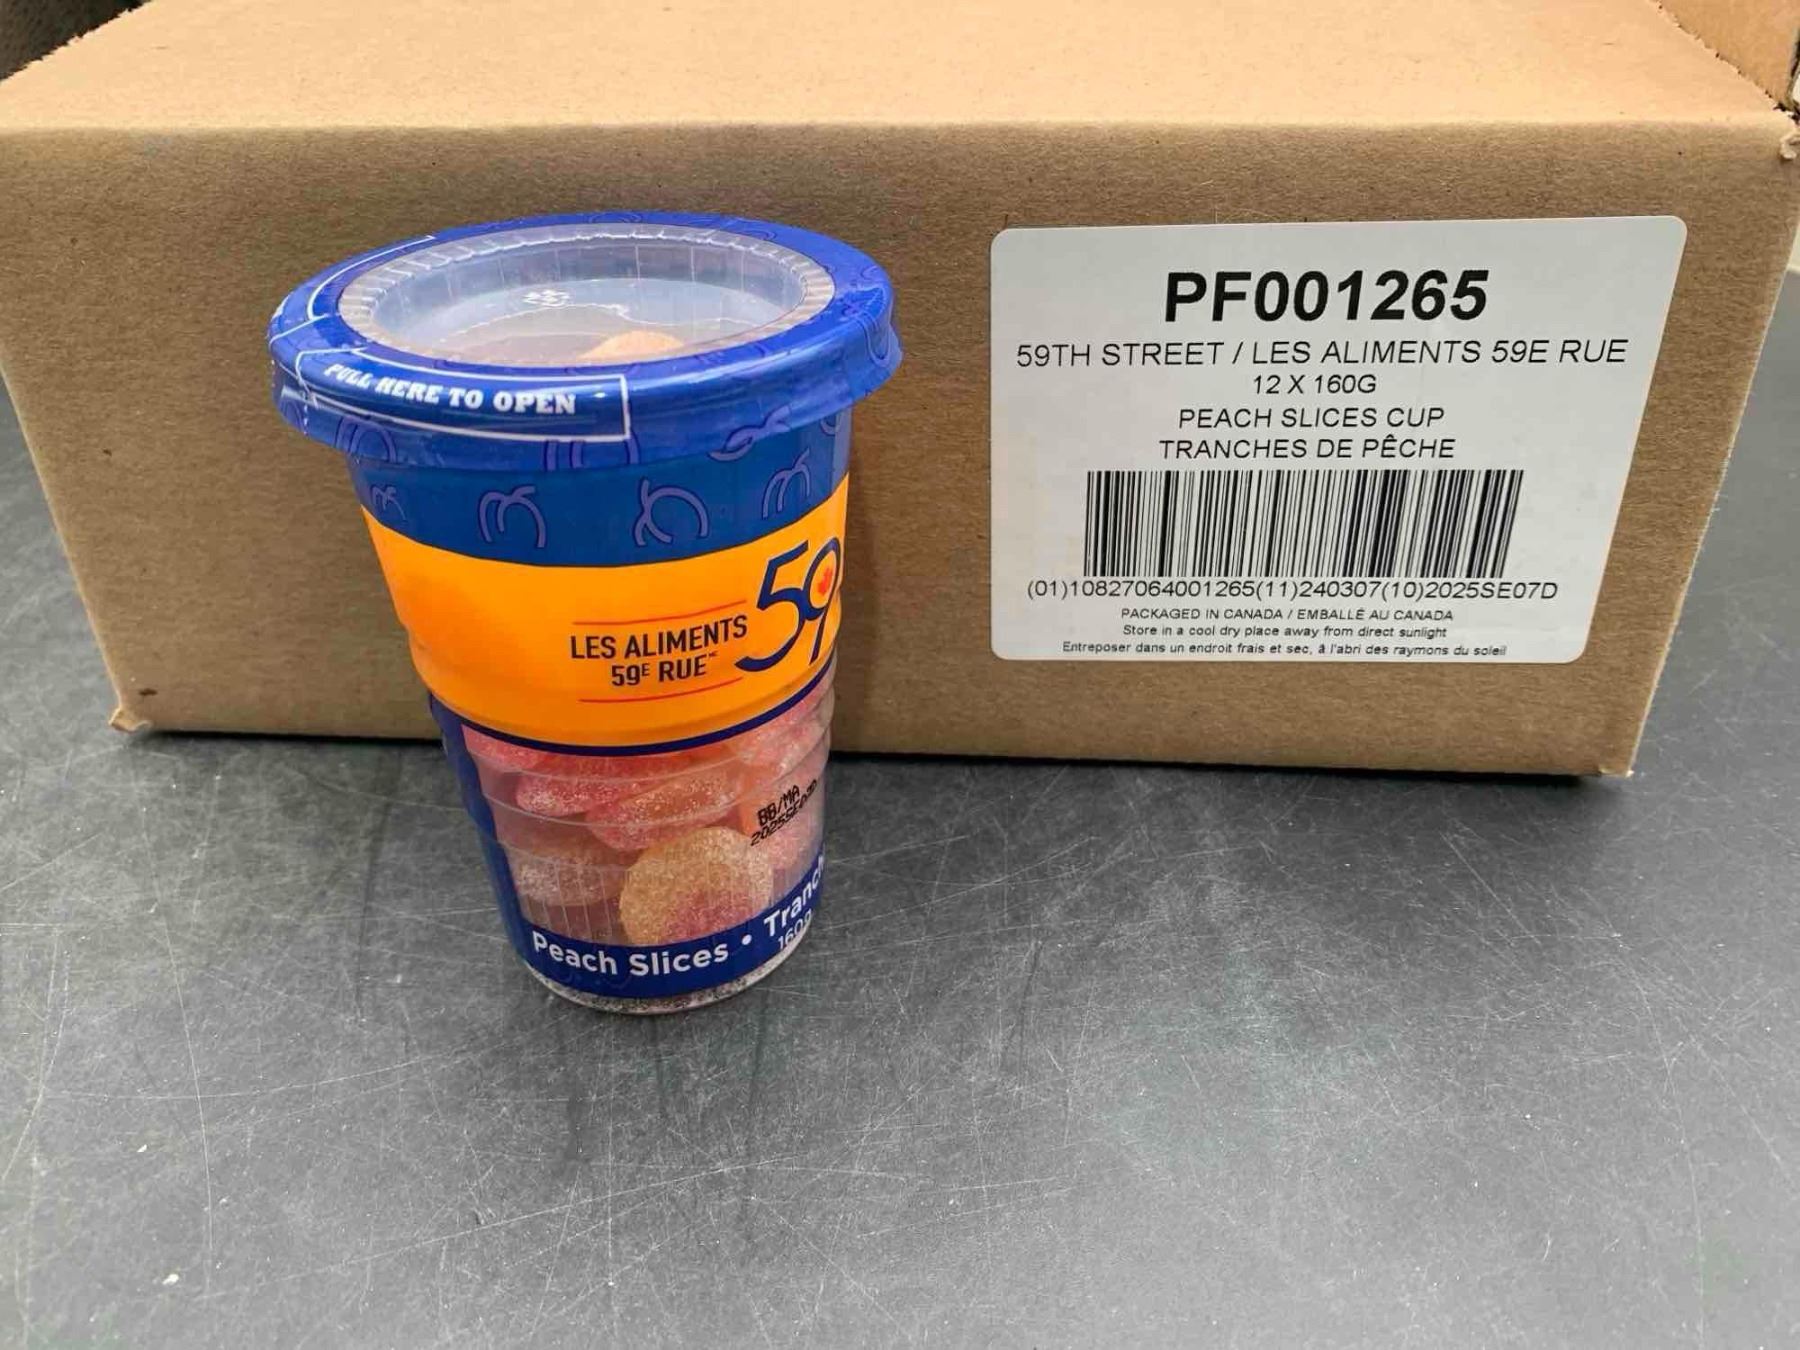 PULL HERE TO OPEN
59
LES ALIMENTS
59E RUE MC
BB/MA
Peach Slices •
160g
PF001265
59TH STREET / LES ALIMENTS 59E RUE
12 X 160G
PEACH SLICES CUP
TRANCHES DE PÊCHE
(01)10827064001265(11)240307(10)2025SE07D
PACKAGED IN CANADA / EMBALLÉ AU CANADA
Store in a cool dry place away from direct sunlight
Entreposer dans un endroit frais et sec, à l'abri des raymons du soleil